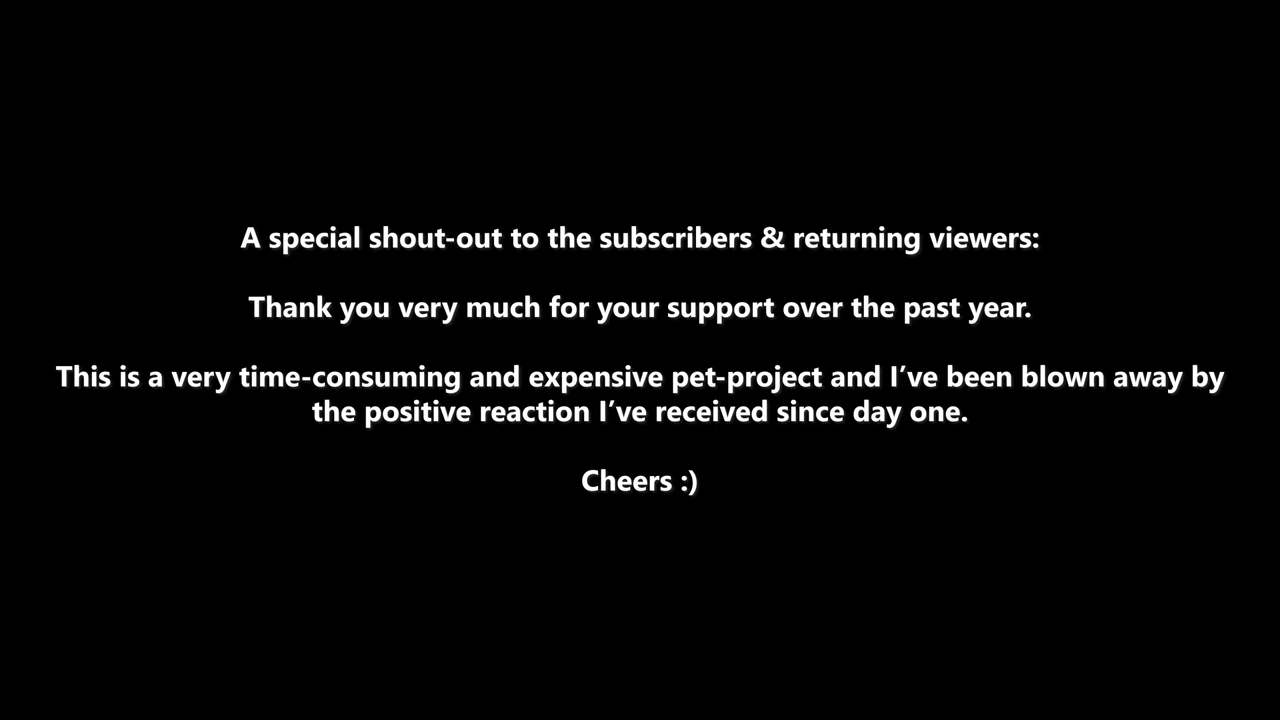 A special shout-out to the subscribers & returning viewers:
Thank you very much for your support over the past year.
This is a very time-consuming and expensive pet-project and I’ve been blown away by
the positive reaction I’ve received since day one.
Cheers :)